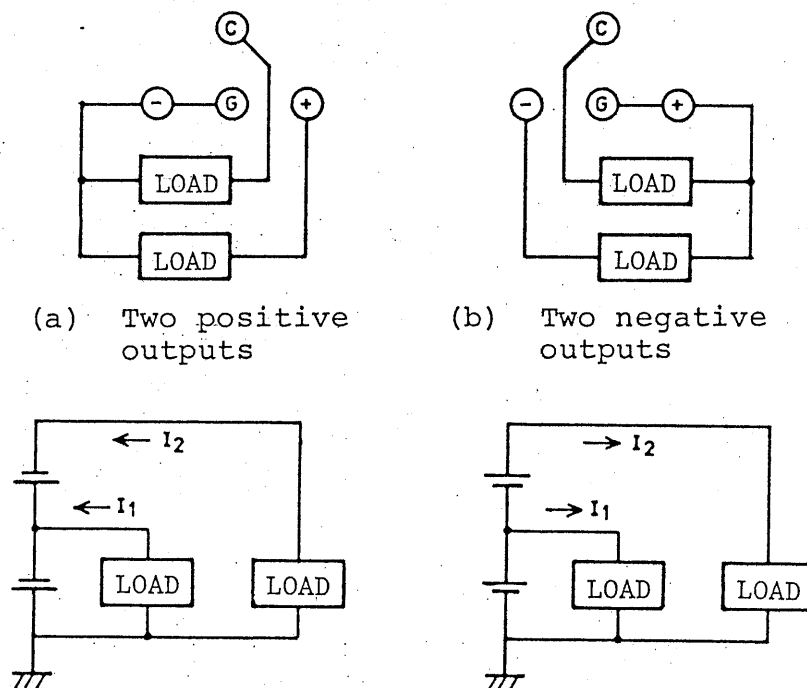 C
C
- G +
- G +
LOAD
LOAD
LOAD
LOAD
(a) Two positive
outputs
(b) Two negative
outputs
← I2
→ I2
← I1
→ I1
LOAD
LOAD
LOAD
LOAD